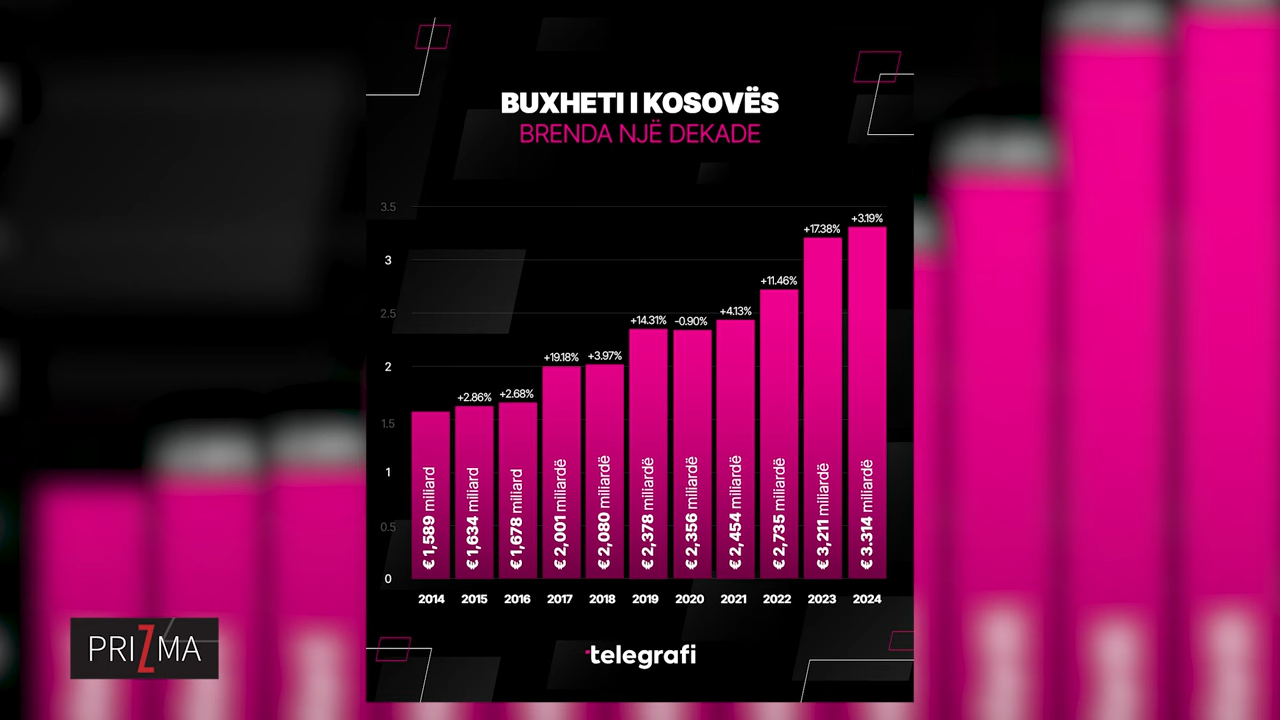 BUXHETI I KOSOVËS
BRENDA NJË DEKADE
3.5
3
2.5
2
1.5
1
0.5
0
+2.86%
+2.68%
+19.18%
+3.97%
+14.31%
-0.90%
+4.13%
+11.46%
+17.38%
+3.19%
€ 1,589 miliard
€ 1,634 miliard
€ 1,678 miliard
€ 2,001 miliardë
€ 2,080 miliardë
€ 2,378 miliardë
€ 2,356 miliardë
€ 2,454 miliardë
€ 2,735 miliardë
€ 3,211 miliardë
€ 3.314 miliardë
2014 2015 2016 2017 2018 2019 2020 2021 2022 2023 2024
telegrafi
PRIZMA